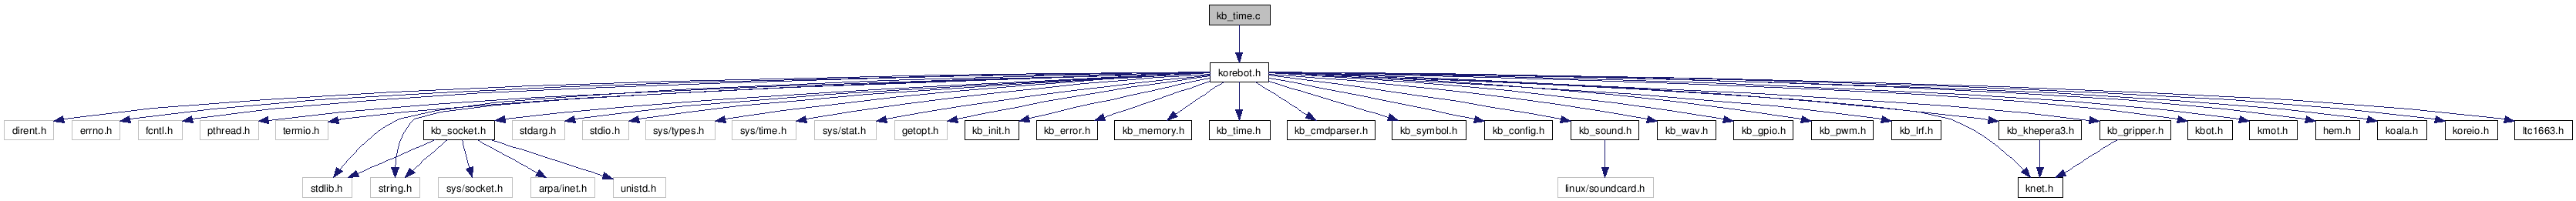 kb_time.c
korebot.h
dirent.h
errno.h
fcntl.h
pthread.h
termio.h
kb_socket.h
stdarg.h
stdio.h
sys/types.h
sys/time.h
sys/stat.h
getopt.h
kb_init.h
kb_error.h
kb_memory.h
kb_time.h
kb_cmdparser.h
kb_symbol.h
kb_config.h
kb_sound.h
kb_wav.h
kb_gpio.h
kb_pwm.h
kb_lrf.h
kb_khepera3.h
kb_gripper.h
kbot.h
kmot.h
hem.h
koala.h
koreio.h
ltc1663.h
stdlib.h
string.h
sys/socket.h
arpa/inet.h
unistd.h
linux/soundcard.h
knet.h